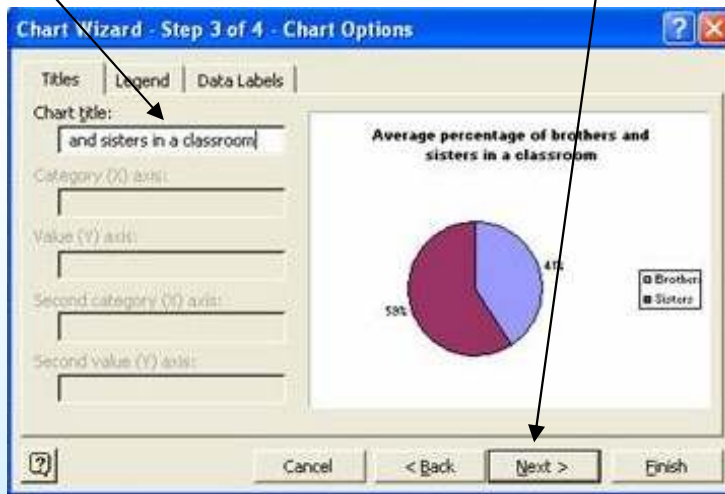 Chart Wizard - Step 3 of 4 - Chart Options
Titles
Legend
Data Labels
Chart title:
and sisters in a classroom
Category (X) axis:
Value (Y) axis:
Second category (X) axis:
Second value (Y) axis:
Average percentage of brothers and
sisters in a classroom
41%
59%
Brothers
Sisters
Cancel
< Back
Next >
Finish